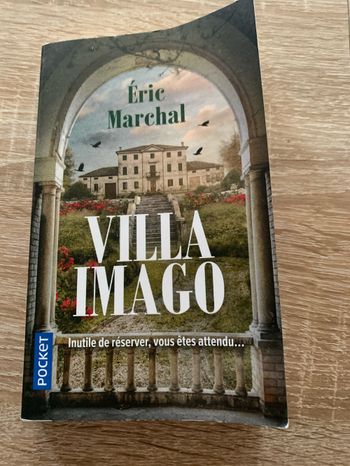 Éric
Marchal
VILLA
IMAGO
Inutile de réserver, vous êtes attendu...
POCKET